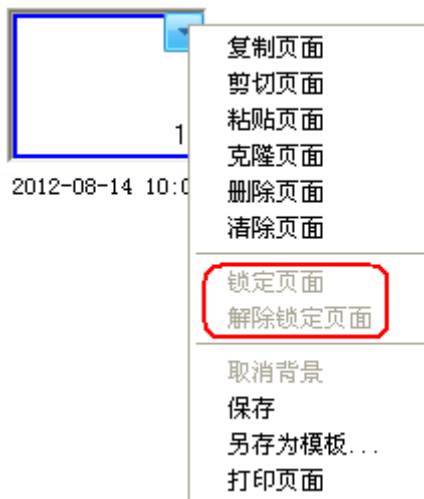 1
2012-08-14 10:0
复制页面
剪切页面
粘贴页面
克隆页面
删除页面
清除页面
锁定页面
解除锁定页面
取消背景
保存
另存为模板...
打印页面